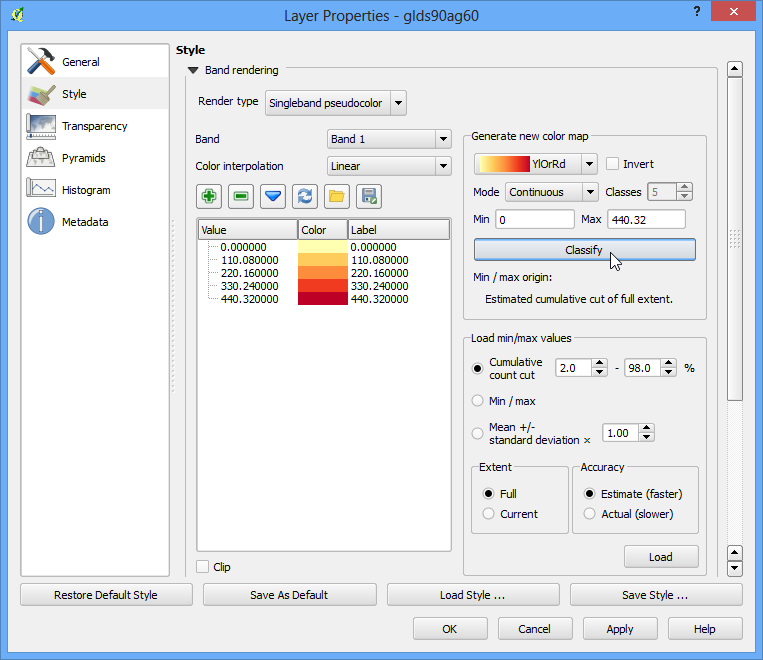 Layer Properties - glds90ag60
?
General
Style
Transparency
Pyramids
Histogram
Metadata
Style
Band rendering
Render type Singleband pseudocolor
Band Band 1
Color interpolation Linear
Value Color Label
0.000000 0.000000
110.080000 110.080000
220.160000 220.160000
330.240000 330.240000
440.320000 440.320000
Clip
Generate new color map
YlOrRd Invert
Mode Continuous Classes 5
Min 0 Max 440.32
Classify
Min / max origin:
Estimated cumulative cut of full extent.
Load min/max values
Cumulative
count cut 2.0 - 98.0 %
Min / max
Mean +/-
standard deviation × 1.00
Extent
Full
Current
Accuracy
Estimate (faster)
Actual (slower)
Load
Restore Default Style Save As Default Load Style ... Save Style ...
OK Cancel Apply Help